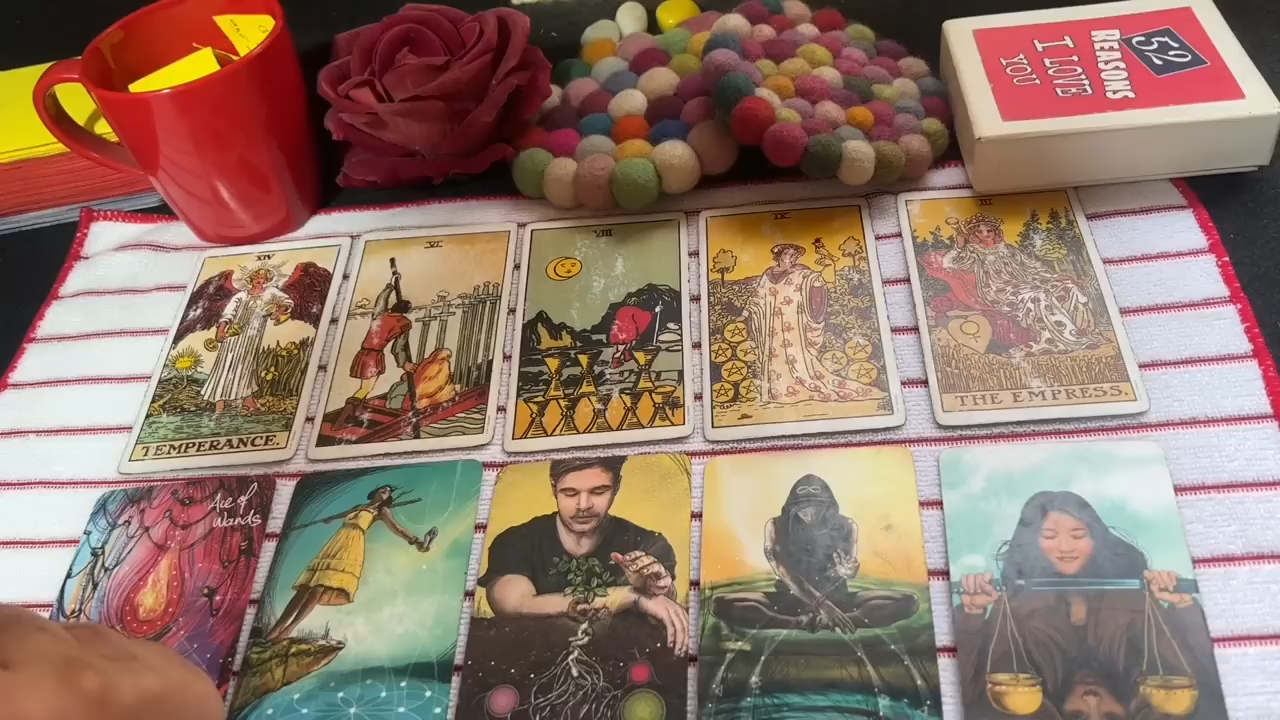 52
REASONS
I LOVE
YOU
XIV
TEMPERANCE.
VI
VIII
IX
III
THE EMPRESS.
Ace of
Wands